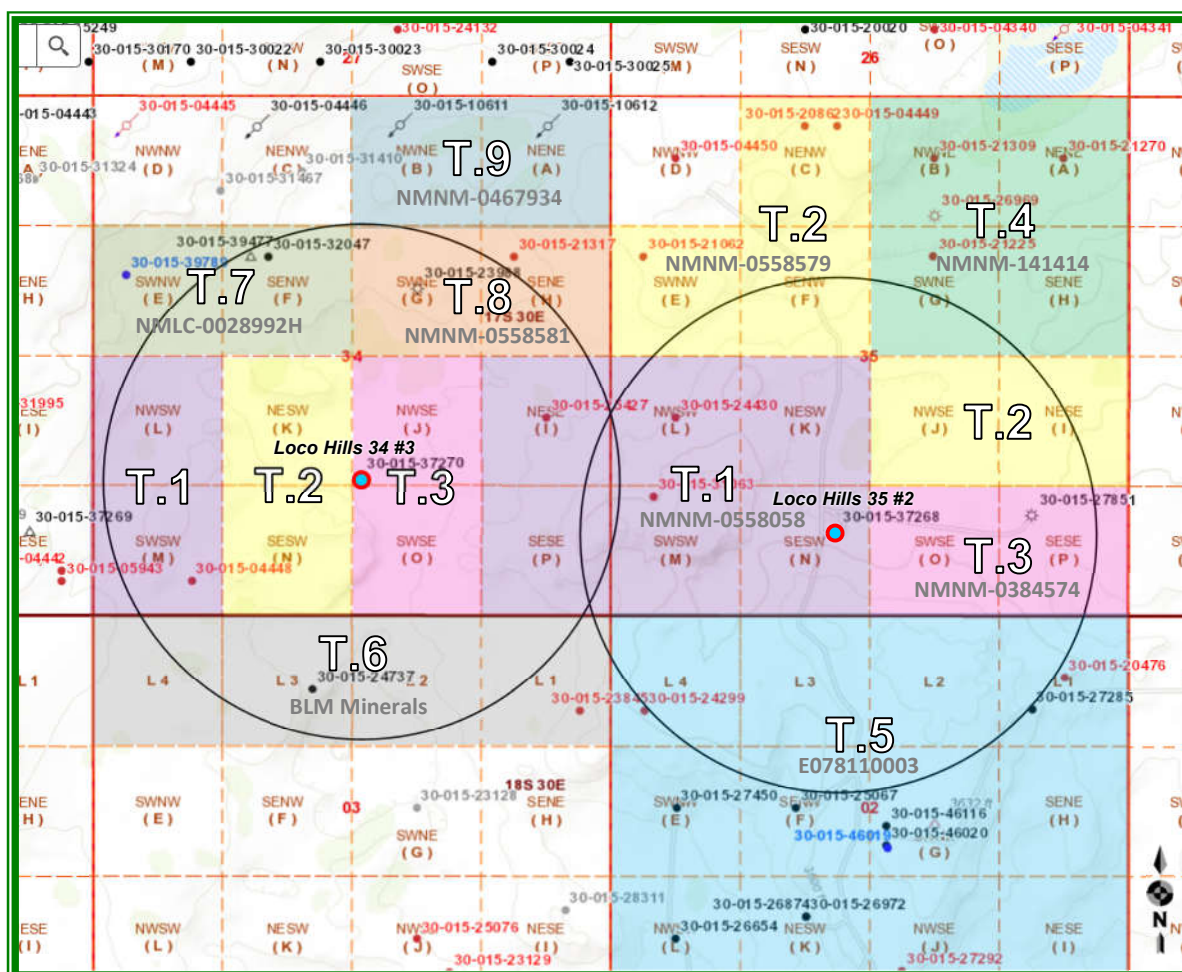 5249
30-015-24132
30-015-20020
30-015-04340
30-015-04341
30-015-30170
30-015-30022
30-015-30023
30-015-30024
30-015-30025
(M)
(N)
27
SWSE
(O)
(P)
SWSW
(M)
SESW
(N)
26
(O)
SESE
(P)
-015-04443
30-015-04445
30-015-04446
30-015-10611
30-015-10612
30-015-20862
30-015-04449
ENE
30-015-31324
NWNW
(D)
NENW
(C)
30-015-31410
30-015-31467
NWNE
(B)
T.9
NENE
(A)
NMNM-0467934
NWNW
30-015-04450
(D)
NENW
(C)
30-015-21309
(B)
30-015-21270
(A)
30-015-26969
T.2
T.4
30-015-39477
30-015-32047
30-015-21317
30-015-21062
NMNM-0558579
30-015-21225
NMNM-141414
30-015-39789
30-015-23988
ENE
(H)
SWNW
(E)
T.7
SENW
(F)
SWNE
(G)
T.8
SENE
(H)
SWNW
(E)
SENW
(F)
SWNE
(G)
SENE
(H)
NMLC-0028992H
17S 30E
NMNM-0558581
34
35
31995
ESE
(I)
NWSW
(L)
NESW
(K)
NWSE
(J)
NESE
(I)
NWSW
30-015-24430
(L)
NESW
(K)
NWSE
(J)
NESE
(I)
T.2
Loco Hills 34 #3
30-015-37270
T.1
T.2
T.3
T.1
Loco Hills 35 #2
30-015-27851
30-015-37269
NMNM-0558058
30-015-37268
ESE
SWSW
(M)
SESW
(N)
SWSE
(O)
SESE
(P)
SWSW
(M)
SESW
(N)
SWSE
(O)
T.3
SESE
(P)
-04442
30-015-05943
30-015-04448
NMNM-0384574
T.6
30-015-24737
30-015-20476
L 1
L 4
L 3
L 2
L 1
L 4
L 3
L 2
L 1
30-015-27285
BLM Minerals
30-015-24299
T.5
E078110003
18S 30E
ENE
(H)
SWNW
(E)
SENW
(F)
03
30-015-23128
SWNE
(G)
SENE
(H)
SWNW
30-015-27450
(E)
SENW
30-015-25067
(F)
02
30-015-46116
30-015-46019
30-015-46020
(G)
SENE
(H)
30-015-28311
30-015-26874
30-015-26972
ESE
(I)
NWSW
(L)
NESW
(K)
30-015-25076
(J)
NESE
(I)
30-015-26654
(L)
NESW
(K)
NWSE
(J)
NESE
(I)
30-015-23129
30-015-27292
N